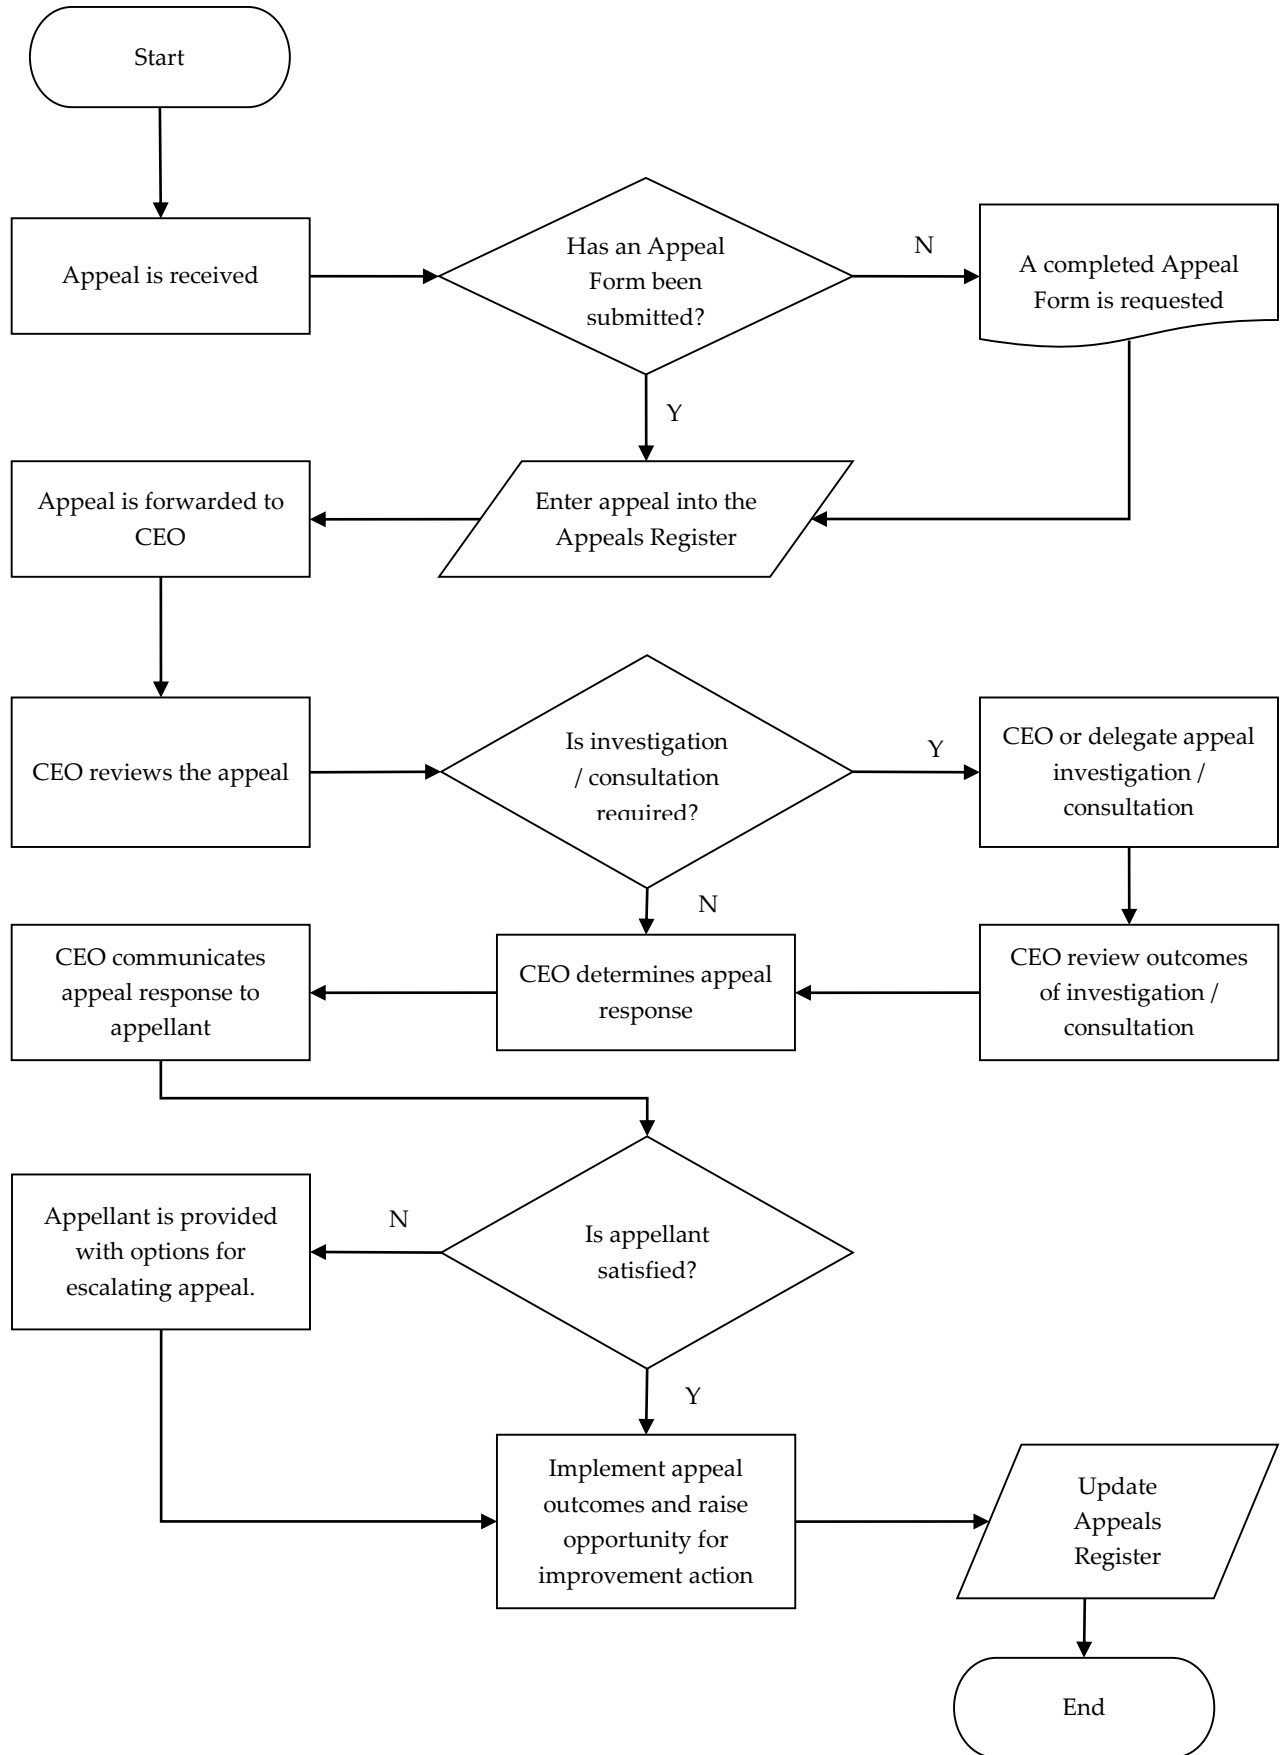 Start
Appeal is received
Has an Appeal
Form been
submitted?
N
A completed Appeal
Form is requested
Y
Appeal is forwarded to
CEO
Enter appeal into the
Appeals Register
CEO reviews the appeal
Is investigation
/ consultation
required?
Y
CEO or delegate appeal
investigation /
consultation
N
CEO communicates
appeal response to
appellant
CEO determines appeal
response
CEO review outcomes
of investigation /
consultation
Appellant is provided
with options for
escalating appeal.
N
Is appellant
satisfied?
Y
Implement appeal
outcomes and raise
opportunity for
improvement action
Update
Appeals
Register
End